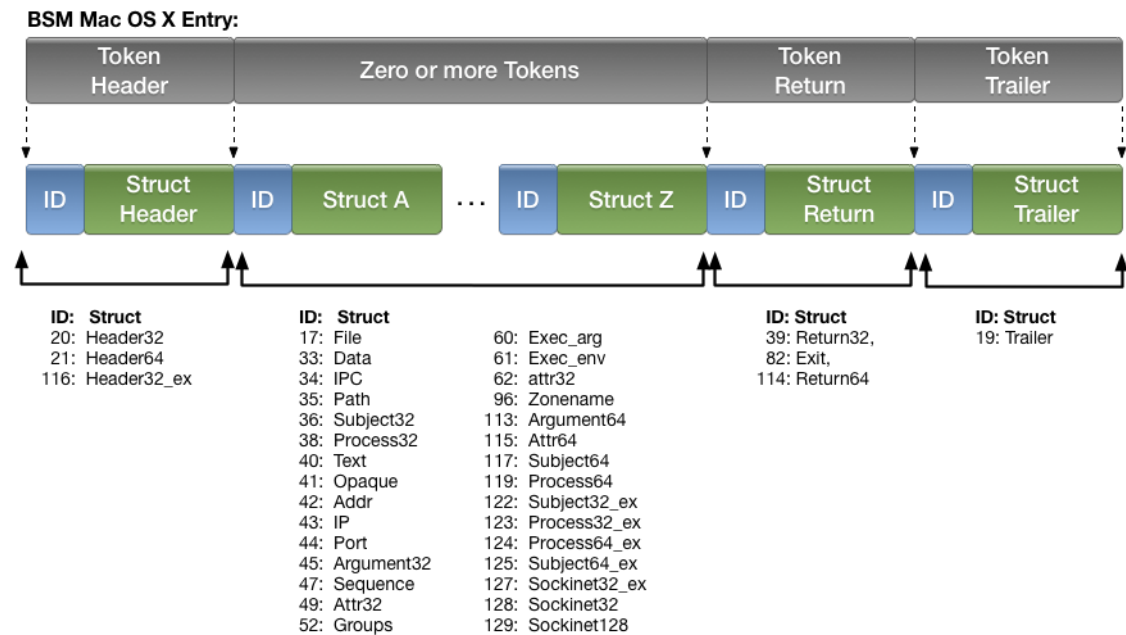 BSM Mac OS X Entry:
Token
Header
Zero or more Tokens
Token
Return
Token
Trailer
ID
Struct
Header
ID
Struct A
...
ID
Struct Z
ID
Struct
Return
ID
Struct
Trailer
ID: Struct
20: Header32
21: Header64
116: Header32_ex
ID: Struct
17: File
33: Data
34: IPC
35: Path
36: Subject32
38: Process32
40: Text
41: Opaque
42: Addr
43: IP
44: Port
45: Argument32
47: Sequence
49: Attr32
52: Groups
60: Exec_arg
61: Exec_env
62: attr32
96: Zonename
113: Argument64
115: Attr64
117: Subject64
119: Process64
122: Subject32_ex
123: Process32_ex
124: Process64_ex
125: Subject64_ex
127: Sockinet32_ex
128: Sockinet32
129: Sockinet128
ID: Struct
39: Return32,
82: Exit,
114: Return64
ID: Struct
19: Trailer